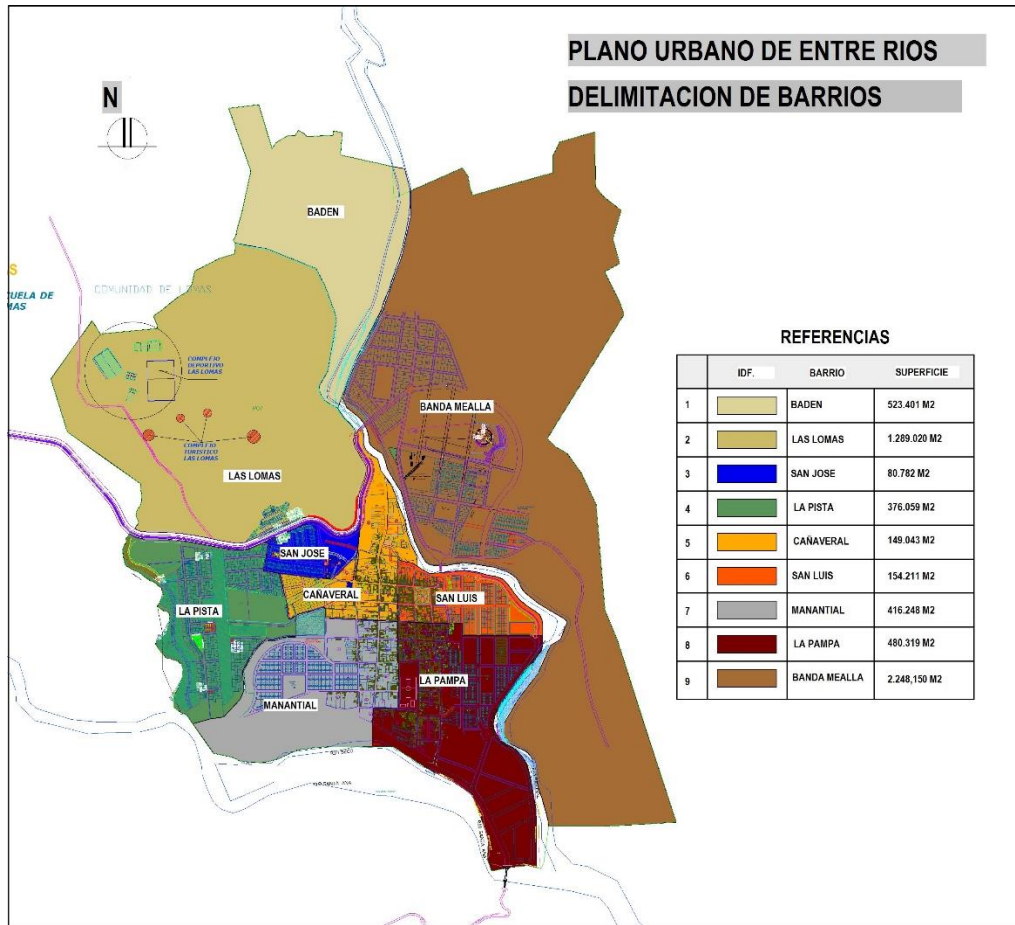 PLANO URBANO DE ENTRE RIOS
DELIMITACION DE BARRIOS
N
BADEN
S
UELA DE
MAS
COMUNIDAD DE LOMAS
COMPLEJO
DEPORTIVO
LAS LOMAS
COMPLEJO
TURISTICO
LAS LOMAS
BANDA MEALLA
LAS LOMAS
SAN JOSE
CAÑAVERAL
SAN LUIS
LA PISTA
LA PAMPA
MANANTIAL
REFERENCIAS
IDF. BARRIO SUPERFICIE
1 BADEN 523.401 M2
2 LAS LOMAS 1.289.020 M2
3 SAN JOSE 80.782 M2
4 LA PISTA 376.059 M2
5 CAÑAVERAL 149.043 M2
6 SAN LUIS 154.211 M2
7 MANANTIAL 416.248 M2
8 LA PAMPA 480.319 M2
9 BANDA MEALLA 2.248,150 M2